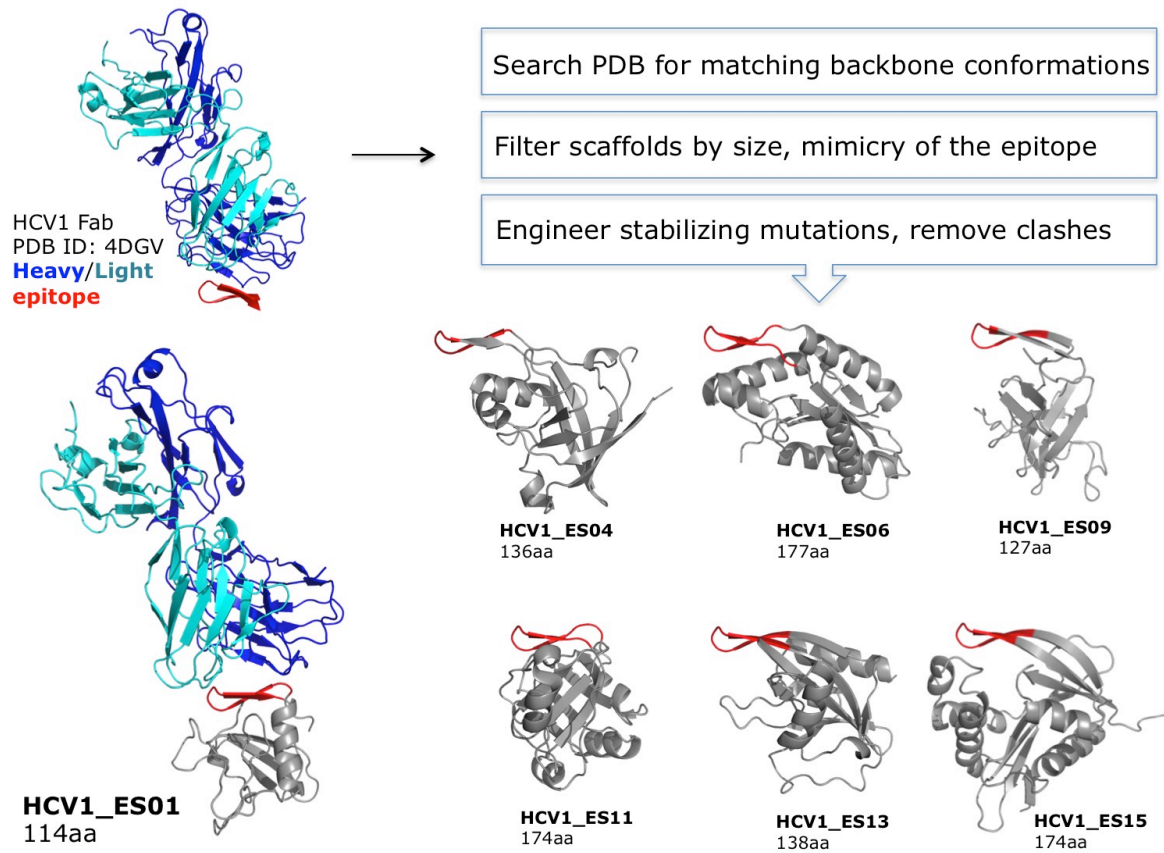 Search PDB for matching backbone conformations
Filter scaffolds by size, mimicry of the epitope
Engineer stabilizing mutations, remove clashes
HCV1 Fab
PDB ID: 4DGV
Heavy/Light
epitope
HCV1_ES04
136aa
HCV1_ES06
177aa
HCV1_ES09
127aa
HCV1_ES01
114aa
HCV1_ES11
174aa
HCV1_ES13
138aa
HCV1_ES15
174aa